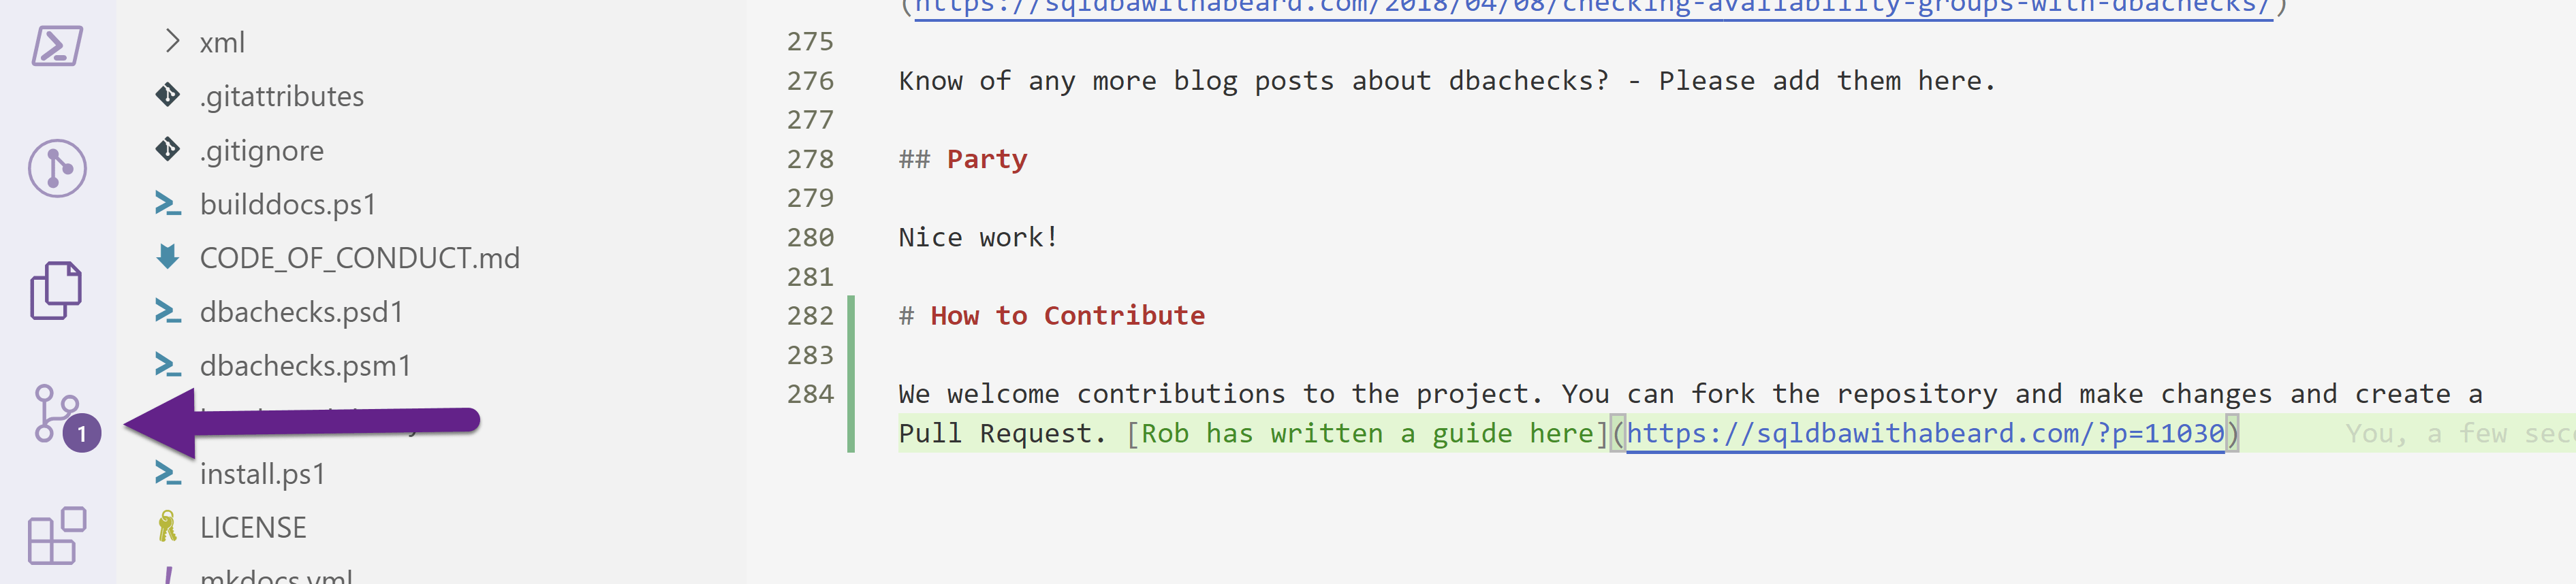 xml
.gitattributes
.gitignore
builddocs.ps1
CODE_OF_CONDUCT.md
dbachecks.psd1
dbachecks.psm1
install.ps1
LICENSE
mkdocs.yml
1
(https://sqldbawithabeard.com/2018/04/08/checking-availability-groups-with-dbachecks/)
275
276 Know of any more blog posts about dbachecks? - Please add them here.
277
278 ## Party
279
280 Nice work!
281
282 # How to Contribute
283
284 We welcome contributions to the project. You can fork the repository and make changes and create a
Pull Request. [Rob has written a guide here](https://sqldbawithabeard.com/?p=11030) You, a few